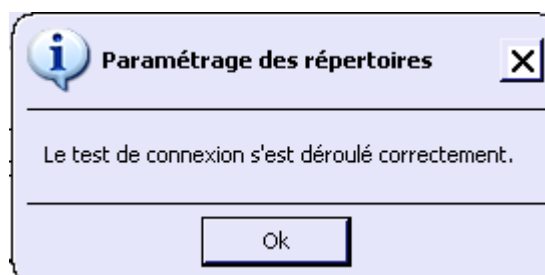 Paramétrage des répertoires
Le test de connexion s'est déroulé correctement.
Ok